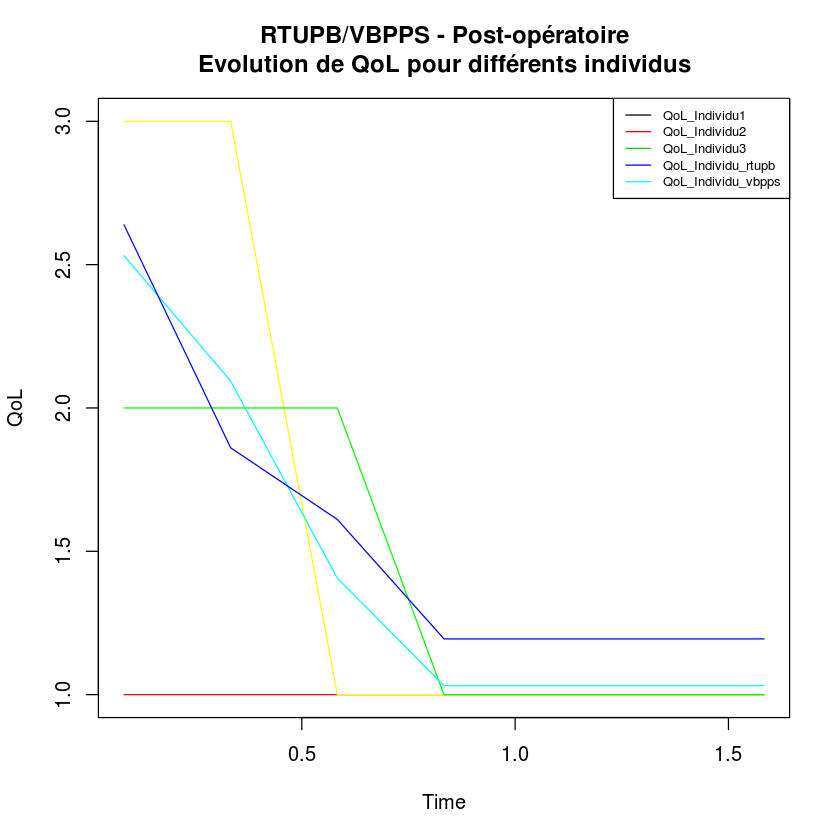 RTUPB/VBPPS - Post-opératoire
Evolution de QoL pour différents individus
QoL_Individu1
QoL_Individu2
QoL_Individu3
QoL_Individu_rtupb
QoL_Individu_vbpps
3.0
2.5
2.0
1.5
1.0
QoL
0.5
1.0
1.5
Time